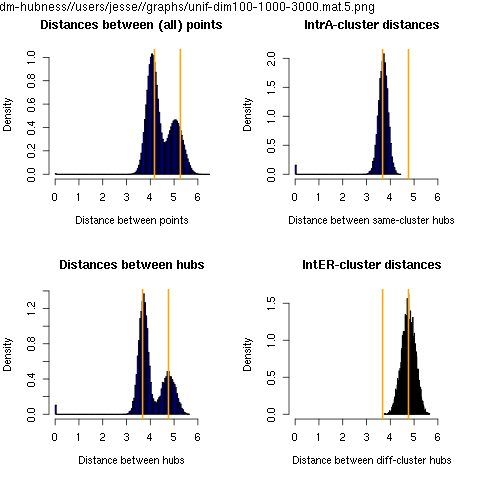 dm-hubness//users/jesse//graphs/unif-dim100-1000-3000.mat.5.png
Distances between (all) points
Density
0.0 0.2 0.4 0.6 0.8 1.0
0 1 2 3 4 5 6
Distance between points
IntrA-cluster distances
Density
0.0 0.5 1.0 1.5 2.0
0 1 2 3 4 5 6
Distance between same-cluster hubs
Distances between hubs
Density
0.0 0.4 0.8 1.2
0 1 2 3 4 5 6
Distance between hubs
IntER-cluster distances
Density
0.0 0.5 1.0 1.5
0 1 2 3 4 5 6
Distance between diff-cluster hubs